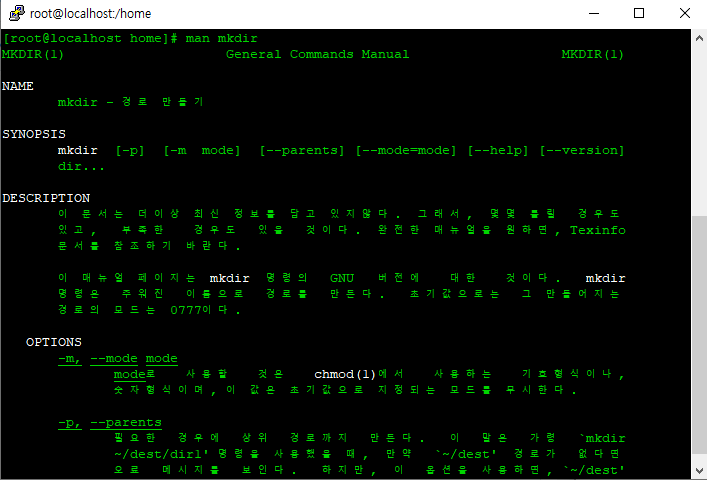 root@localhost:/home
[root@localhost home]# man mkdir
MKDIR(1) General Commands Manual MKDIR(1)
NAME
mkdir - 경로 만들기
SYNOPSIS
mkdir [-p] [-m mode] [--parents] [--mode=mode] [--help] [--version]
dir...
DESCRIPTION
이 문서는 더이상 최신 정보를 담고 있지않다. 그래서, 몇몇 틀릴 경우도
있고, 부족한 경우도 있을 것이다. 완전한 매뉴얼을 원하면, Texinfo
문서를 참조하기 바란다.
이 매뉴얼 페이지는 mkdir 명령의 GNU 버전에 대한 것이다. mkdir
명령은 주워진 이름으로 경로를 만든다. 초기값으로는 그 만들어지는
경로의 모드는 0777이다.
OPTIONS
-m, --mode mode
mode로 사용할 것은 chmod(1)에서 사용하는 기호형식이나,
숫자형식이며, 이 값은 초기값으로 지정되는 모드를 무시한다.
-p, --parents
필요한 경우에 상위 경로까지 만든다. 이 말은 가령 `mkdir
~/dest/dir1' 명령을 사용했을 때, 만약 `~/dest' 경로가 없다면
으로 메시지를 보인다. 하지만, 이 옵션을 사용하면, `~/dest'